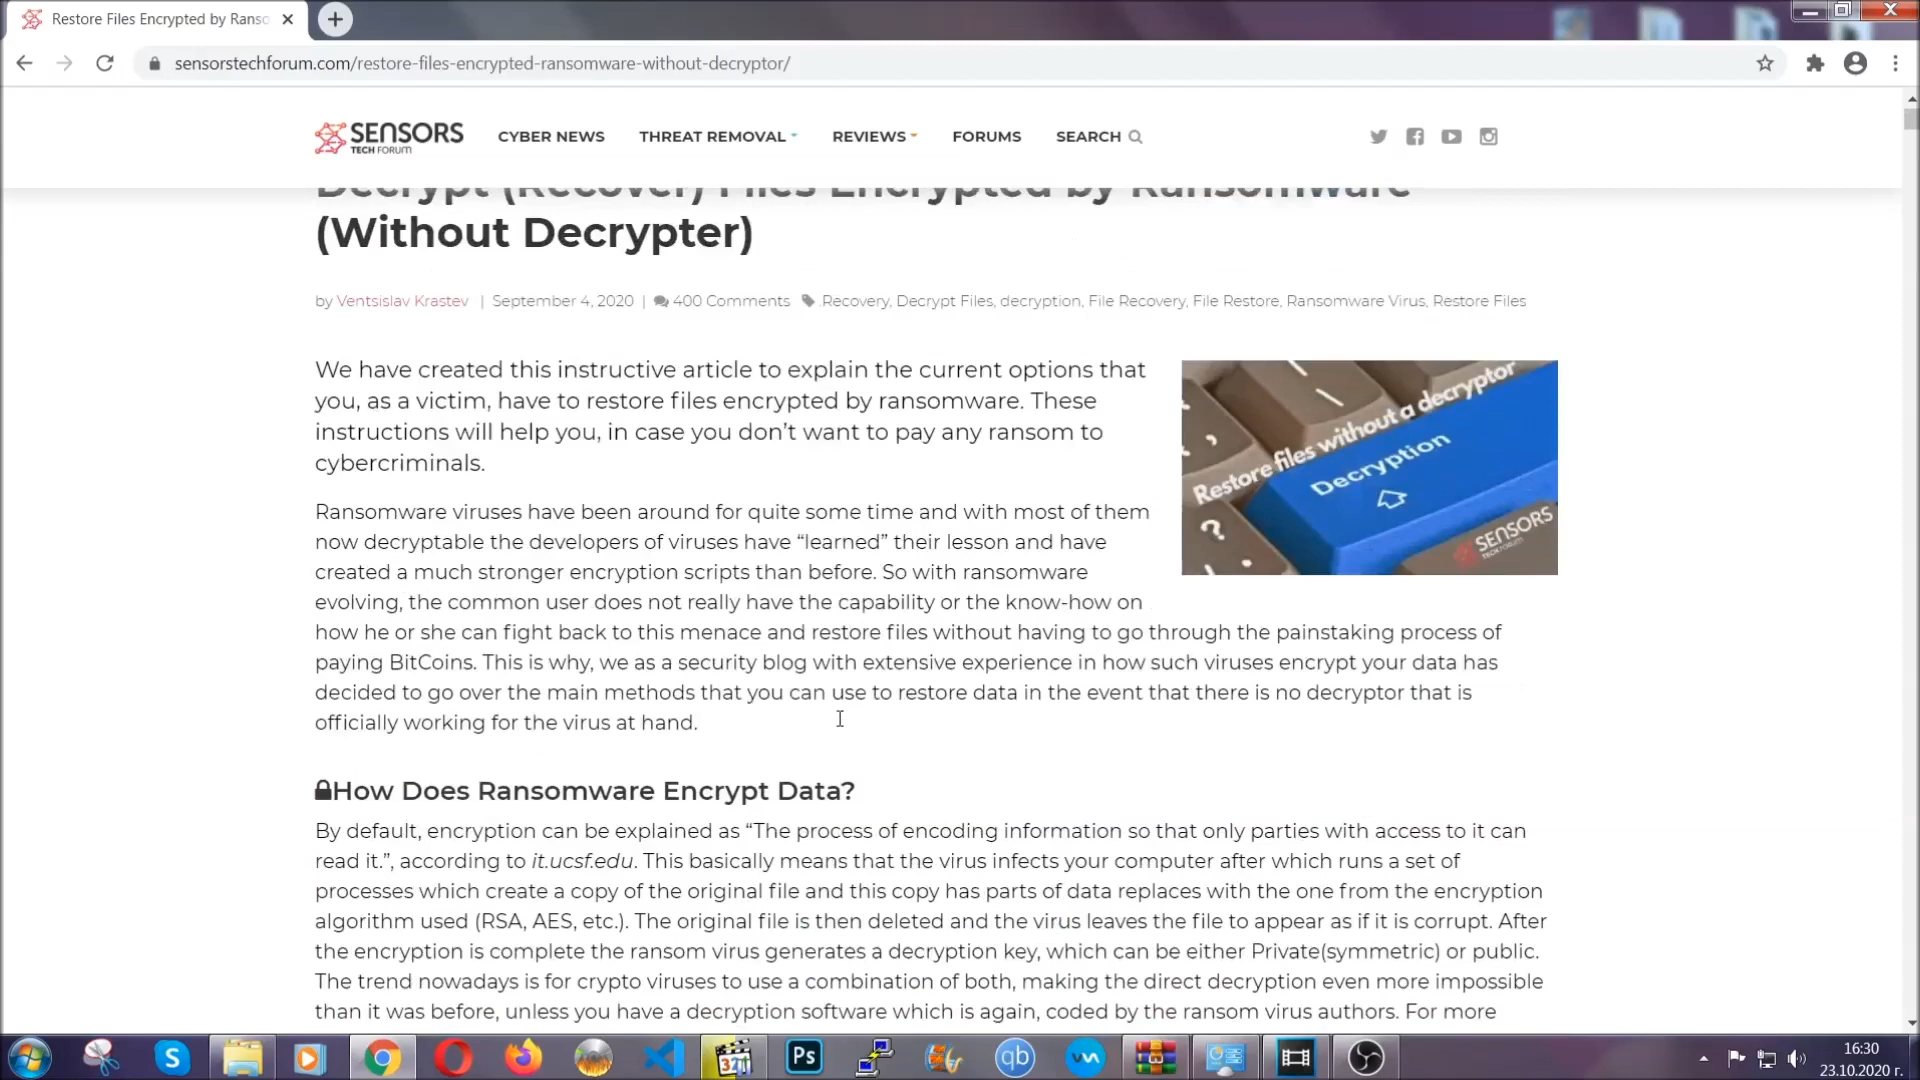 Restore Files Encrypted by Ranso
sensorstechforum.com/restore-files-encrypted-ransomware-without-decryptor/
SENSORS
TECH FORUM
CYBER NEWS THREAT REMOVAL REVIEWS FORUMS SEARCH
Decrypt (Recover) Files Encrypted by Ransomware
(Without Decrypter)
by Ventsislav Krastev | September 4, 2020 | 400 Comments .Recovery, Decrypt Files, decryption, File Recovery, File Restore, Ransomware Virus, Restore Files
We have created this instructive article to explain the current options that
you, as a victim, have to restore files encrypted by ransomware. These
instructions will help you, in case you don’t want to pay any ransom to
cybercriminals.
Restore files without a decryptor
Decryption
SENSORS
TECH FORUM
Ransomware viruses have been around for quite some time and with most of them
now decryptable the developers of viruses have “learned” their lesson and have
created a much stronger encryption scripts than before. So with ransomware
evolving, the common user does not really have the capability or the know-how on
how he or she can fight back to this menace and restore files without having to go through the painstaking process of
paying BitCoins. This is why, we as a security blog with extensive experience in how such viruses encrypt your data has
decided to go over the main methods that you can use to restore data in the event that there is no decryptor that is
officially working for the virus at hand.
How Does Ransomware Encrypt Data?
By default, encryption can be explained as “The process of encoding information so that only parties with access to it can
read it.”, according to it.ucsf.edu. This basically means that the virus infects your computer after which runs a set of
processes which create a copy of the original file and this copy has parts of data replaces with the one from the encryption
algorithm used (RSA, AES, etc.). The original file is then deleted and the virus leaves the file to appear as if it is corrupt. After
the encryption is complete the ransom virus generates a decryption key, which can be either Private(symmetric) or public.
The trend nowadays is for crypto viruses to use a combination of both, making the direct decryption even more impossible
than it was before, unless you have a decryption software which is again, coded by the ransom virus authors. For more
321
Ps
qb
16:30
23.10.2020 г.